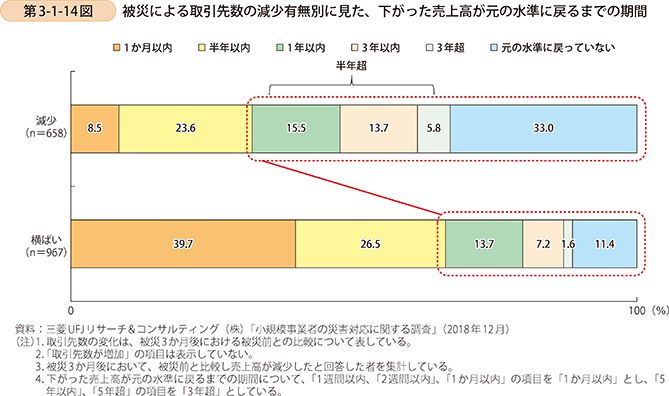 第3-1-14図 被災による取引先数の減少有無別に見た、下がった売上高が元の水準に戻るまでの期間
1か月以内 半年以内 1年以内 3年以内 3年超 元の水準に戻っていない
半年超
減少
(n=658)
8.5 23.6 15.5 13.7 5.8 33.0
横ばい
(n=967)
39.7 26.5 13.7 7.2 1.6 11.4
0 100 (%)
資料：三菱UFJリサーチ＆コンサルティング（株）「小規模事業者の災害対応に関する調査」（2018年12月）
（注）1. 取引先数の変化は、被災3か月後における被災前との比較について表している。
2.「取引先数が増加」の項目は表示していない。
3. 被災3か月後において、被災前と比較し売上高が減少したと回答した者を集計している。
4. 下がった売上高が元の水準に戻るまでの期間について、「1週間以内、「2週間以内」、「1か月以内」の項目を「1か月以内」とし、「5
年以内」、「5年超」の項目を「3年超」としている。